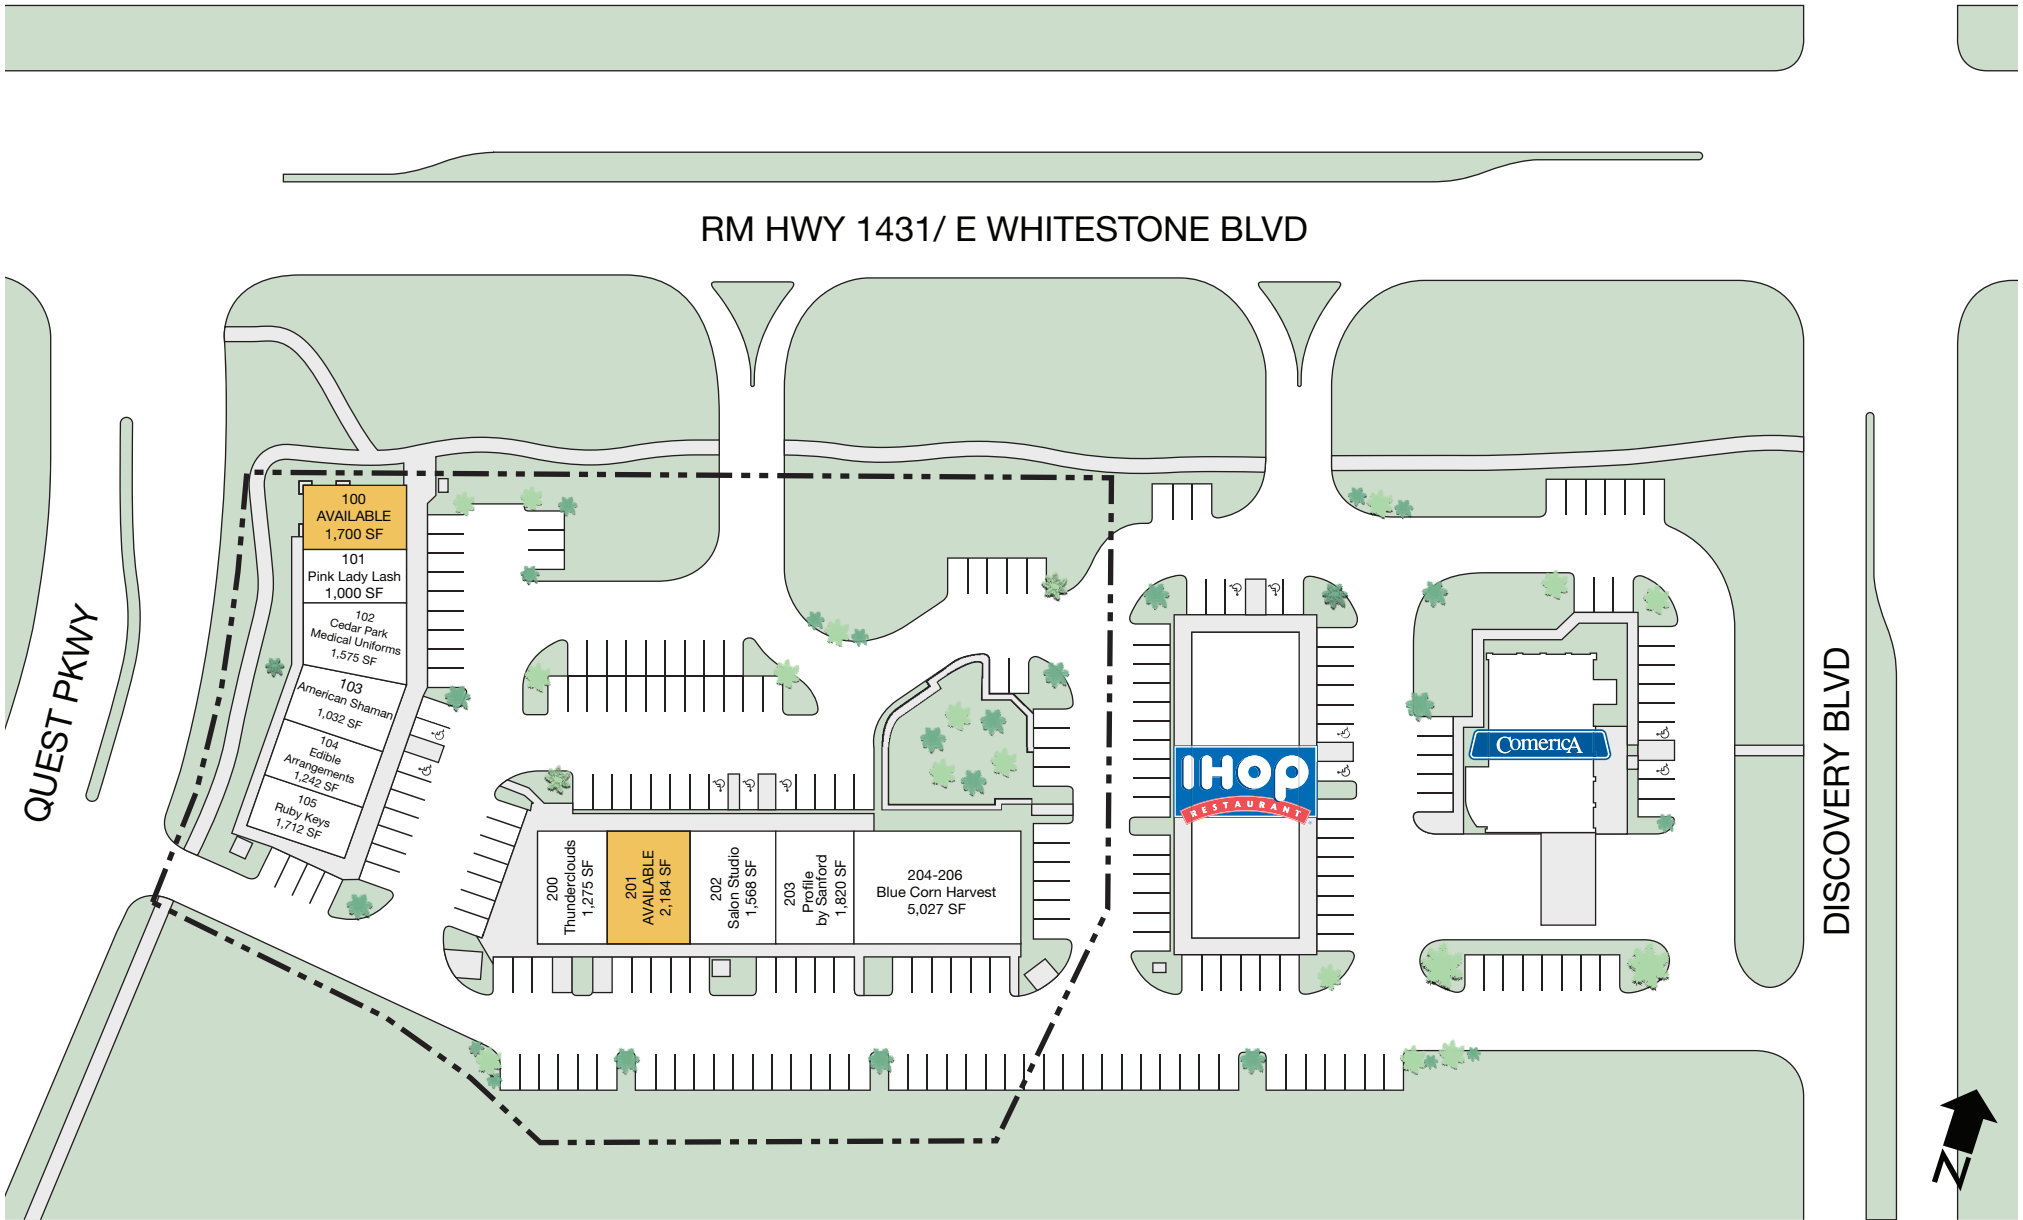 RM HWY 1431/ E WHITESTONE BLVD
QUEST PKWY
DISCOVERY BLVD
100
AVAILABLE
1,700 SF
101
Pink Lady Lash
1,000 SF
102
Cedar Park
Medical Uniforms
1,575 SF
103
American Shaman
1,032 SF
104
Edible
Arrangements
1,242 SF
105
Ruby Keys
1,712 SF
200
Thunderclouds
1,275 SF
201
AVAILABLE
2,184 SF
202
Salon Studio
1,568 SF
203
Profile
by Sanford
1,820 SF
204-206
Blue Corn Harvest
5,027 SF
IHOP
RESTAURANT
ComericA
N